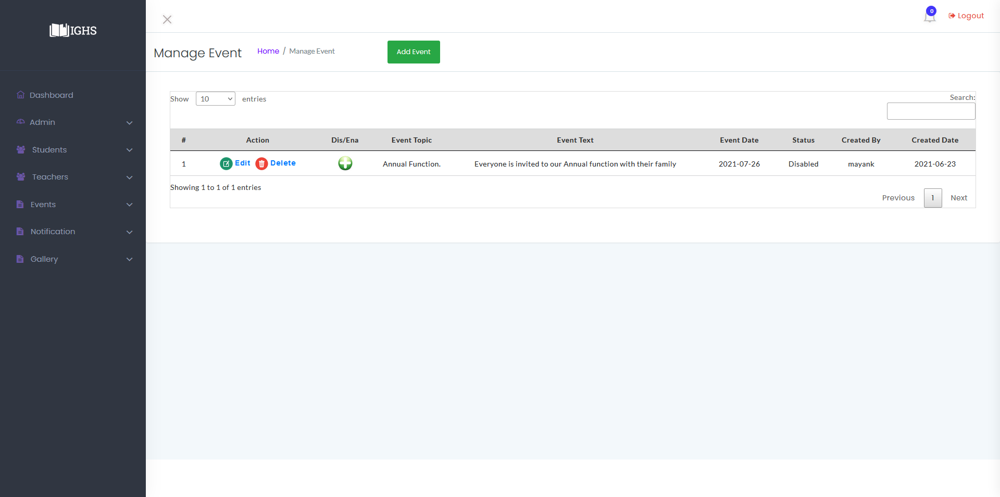 IGHS
Dashboard
Admin
Students
Teachers
Events
Notification
Gallery
0
Logout
Manage Event Home / Manage Event Add Event
Show 10 entries
Search:
# Action Dis/Ena Event Topic Event Text Event Date Status Created By Created Date
1 Edit Delete Annual Function. Everyone is invited to our Annual function with their family 2021-07-26 Disabled mayank 2021-06-23
Showing 1 to 1 of 1 entries
Previous 1 Next